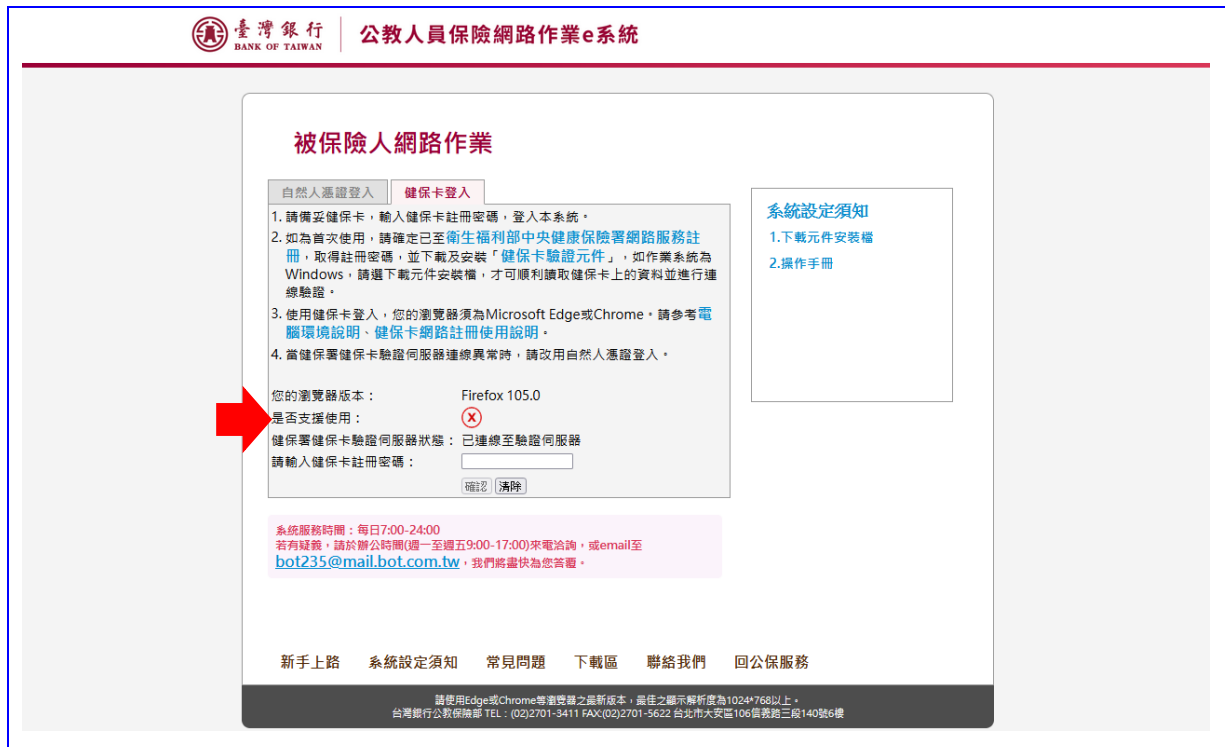 臺灣銀行
BANK OF TAIWAN
公教人員保險網路作業e系統
被保險人網路作業
自然人憑證登入
健保卡登入
1. 請備妥健保卡，輸入健保卡註冊密碼，登入本系統。
2. 如為首次使用，請確定已至衛生福利部中央健康保險署網路服務註
冊，取得註冊密碼，並下載及安裝「健保卡驗證元件」，如作業系統為
Windows，請選下載元件安裝檔，才可順利讀取健保卡上的資料並進行連
線驗證。
3. 使用健保卡登入，您的瀏覽器須為Microsoft Edge或Chrome。請參考電
腦環境說明、健保卡網路註冊使用說明。
4. 當健保署健保卡驗證伺服器連線異常時，請改用自然人憑證登入。
您的瀏覽器版本： Firefox 105.0
是否支援使用： X
健保署健保卡驗證伺服器狀態： 已連線至驗證伺服器
請輸入健保卡註冊密碼：
確認 清除
系統設定須知
1.下載元件安裝檔
2.操作手冊
系統服務時間：每日7:00-24:00
若有疑義，請於辦公時間(週一至週五9:00-17:00)來電洽詢，或email至
bot235@mail.bot.com.tw，我們將盡快為您答覆。
新手上路 系統設定須知 常見問題 下載區 聯絡我們 回公保服務
請使用Edge或Chrome等瀏覽器之最新版本，最佳之顯示解析度為1024*768以上。
台灣銀行公教保險部 TEL：(02)2701-3411 FAX:(02)2701-5622 台北市大安區106信義路三段140號6樓